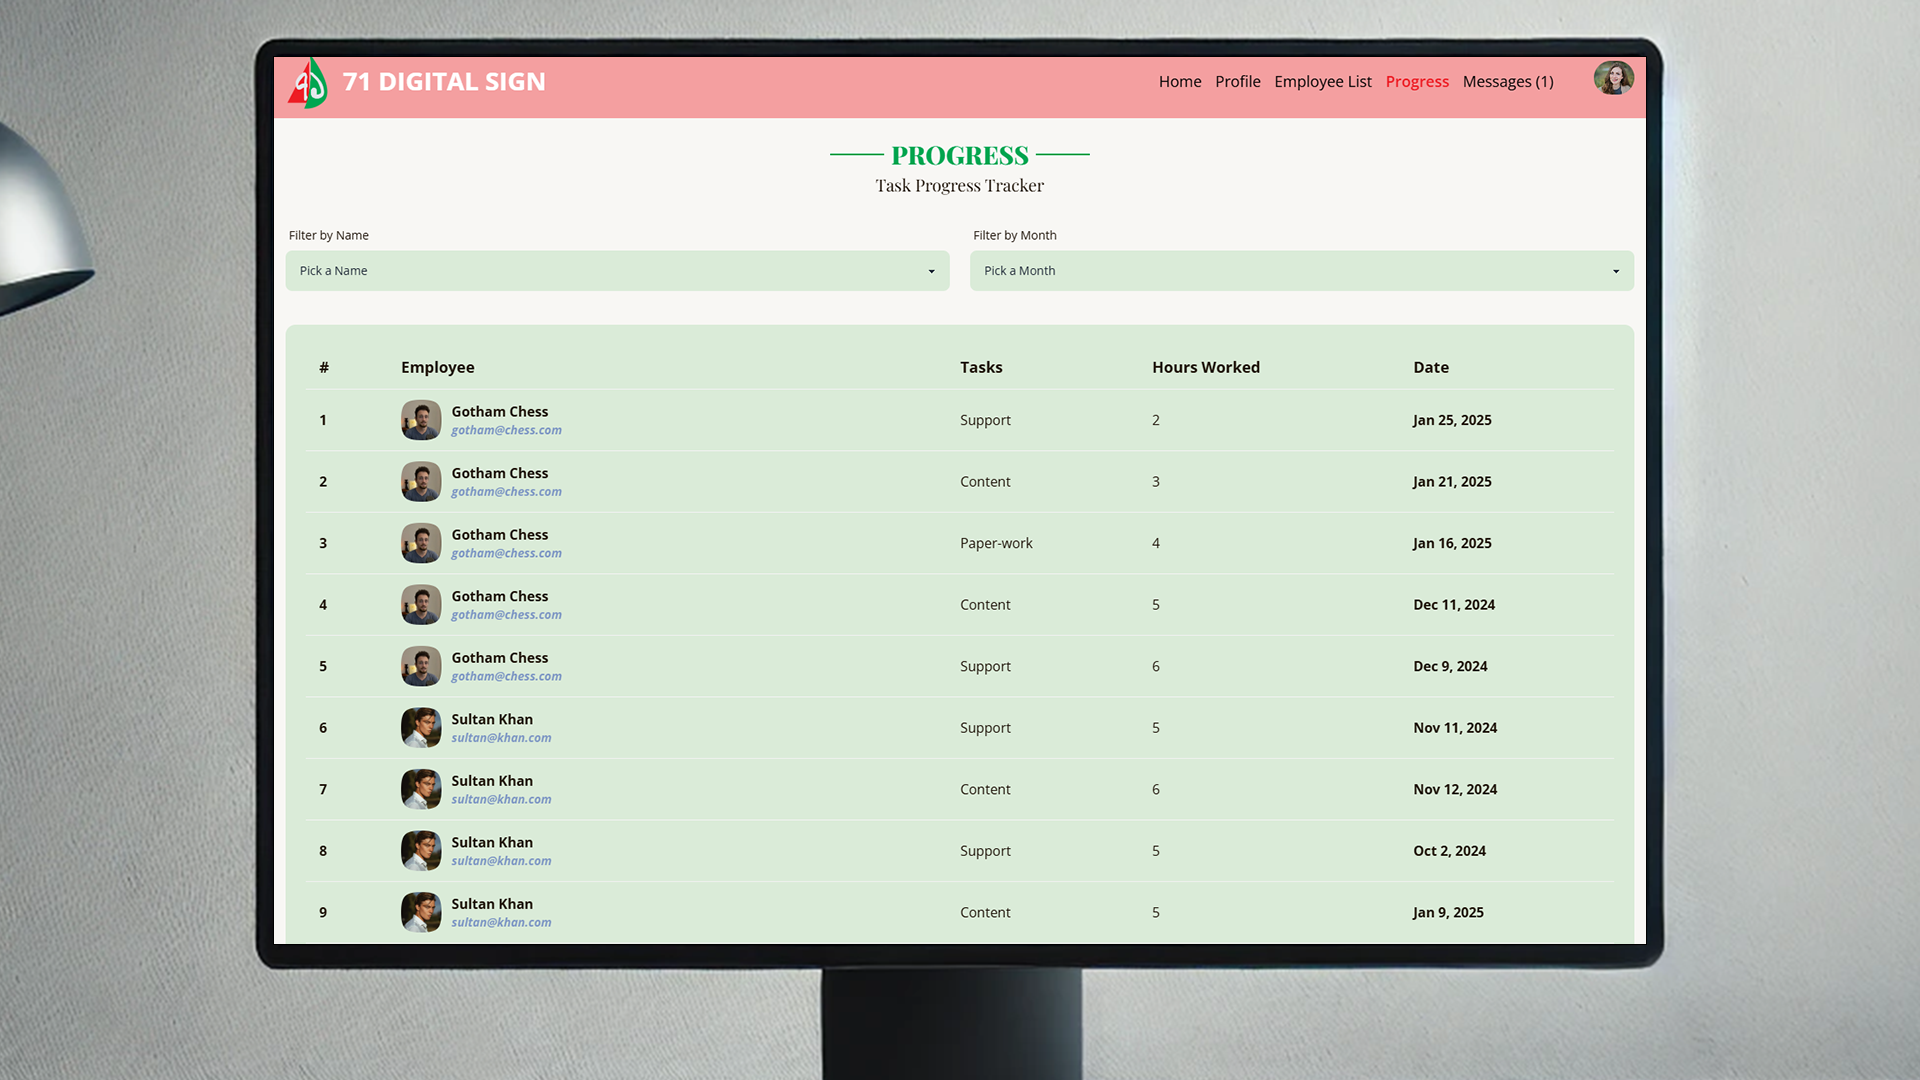 71 DIGITAL SIGN
Home Profile Employee List Progress Messages (1)
PROGRESS
Task Progress Tracker
Filter by Name Filter by Month
Pick a Name Pick a Month
# Employee Tasks Hours Worked Date
1 Gotham Chess Support 2 Jan 25, 2025
gotham@chess.com
2 Gotham Chess Content 3 Jan 21, 2025
gotham@chess.com
3 Gotham Chess Paper-work 4 Jan 16, 2025
gotham@chess.com
4 Gotham Chess Content 5 Dec 11, 2024
gotham@chess.com
5 Gotham Chess Support 6 Dec 9, 2024
gotham@chess.com
6 Sultan Khan Support 5 Nov 11, 2024
sultan@khan.com
7 Sultan Khan Content 6 Nov 12, 2024
sultan@khan.com
8 Sultan Khan Support 5 Oct 2, 2024
sultan@khan.com
9 Sultan Khan Content 5 Jan 9, 2025
sultan@khan.com